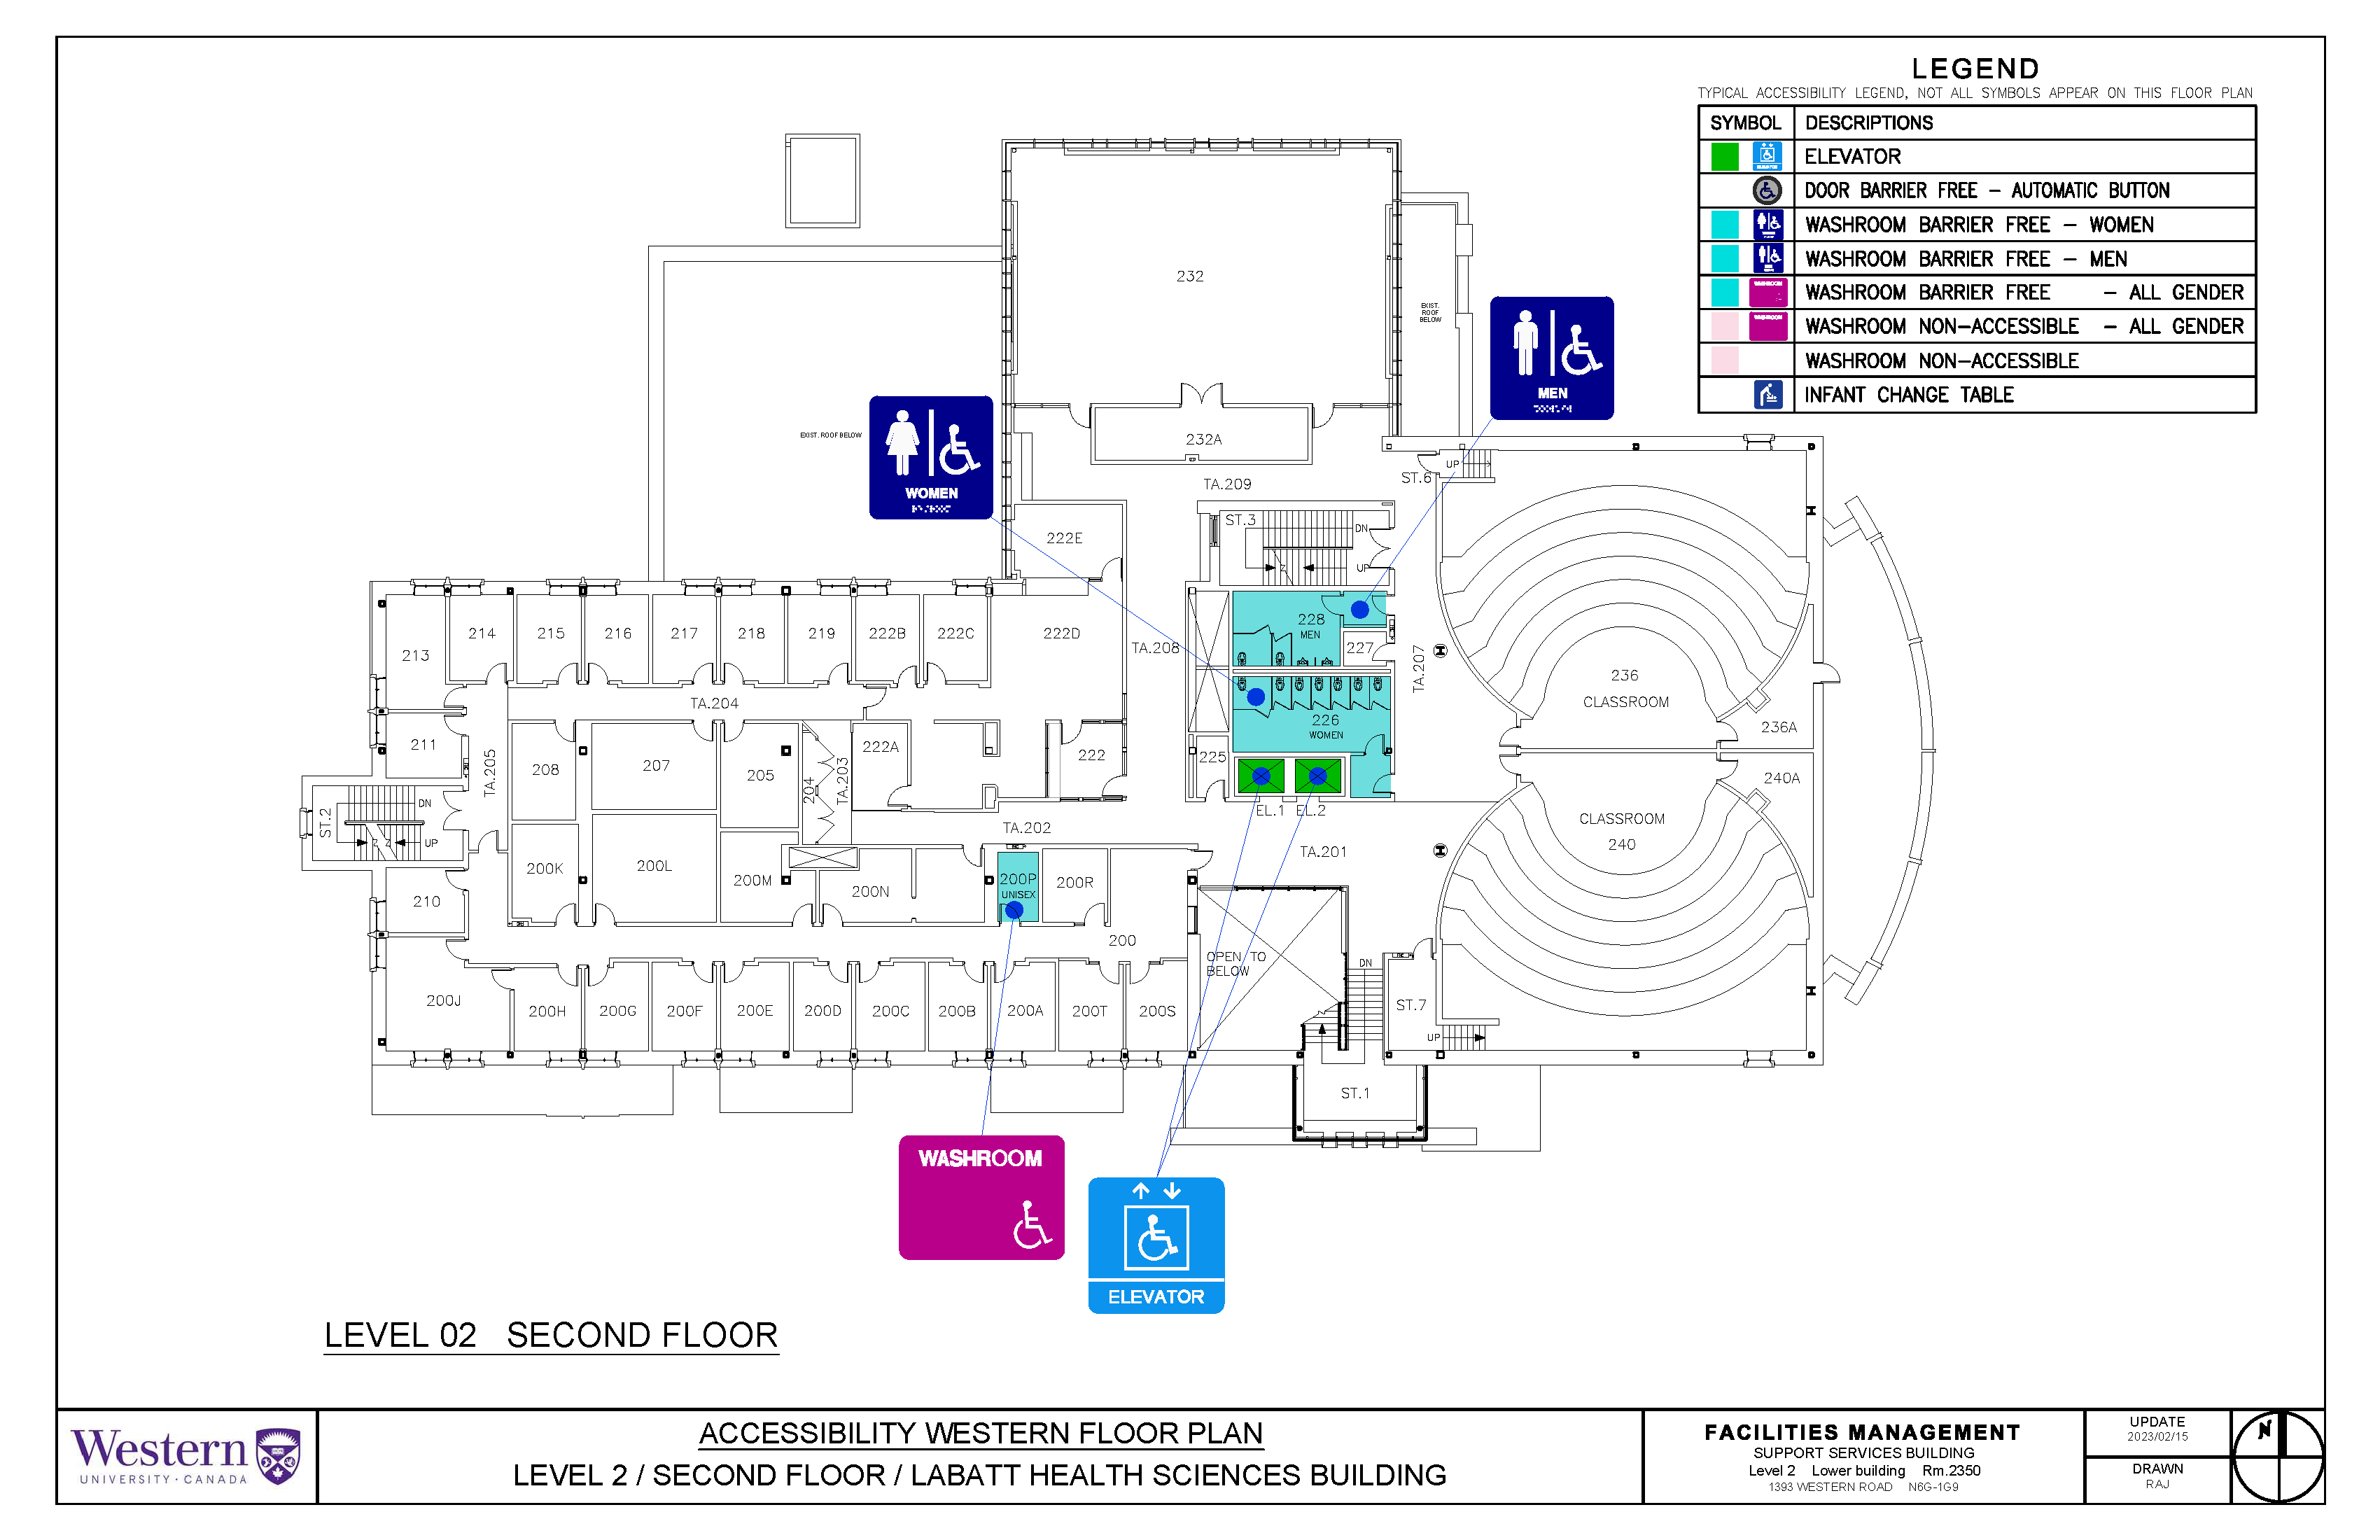 LEGEND
TYPICAL ACCESSIBILITY LEGEND, NOT ALL SYMBOLS APPEAR ON THIS FLOOR PLAN
SYMBOL DESCRIPTIONS
ELEVATOR
DOOR BARRIER FREE - AUTOMATIC BUTTON
WASHROOM BARRIER FREE - WOMEN
WASHROOM BARRIER FREE - MEN
WASHROOM BARRIER FREE - ALL GENDER
WASHROOM NON-ACCESSIBLE - ALL GENDER
WASHROOM NON-ACCESSIBLE
INFANT CHANGE TABLE
232
EXIST.
ROOF
BELOW
MEN
EXIST. ROOF BELOW
WOMEN
232A
TA.209
ST.6
UP
ST.3
DN
UP
222E
228
MEN
227
TA.208
TA.207
213
214
215
216
217
218
219
222B
222C
222D
236
CLASSROOM
236A
TA.204
226
WOMEN
225
211
TA.205
208
207
205
204
TA.203
222A
222
240A
EL.1
EL.2
CLASSROOM
240
ST.2
DN
UP
TA.202
TA.201
200K
200L
200M
200N
200P
UNISEX
200R
210
200
OPEN TO
BELOW
DN
ST.7
UP
200J
200H
200G
200F
200E
200D
200C
200B
200A
200T
200S
ST.1
WASHROOM
ELEVATOR
LEVEL 02 SECOND FLOOR
Western
UNIVERSITY · CANADA
ACCESSIBILITY WESTERN FLOOR PLAN
LEVEL 2 / SECOND FLOOR / LABATT HEALTH SCIENCES BUILDING
FACILITIES MANAGEMENT
SUPPORT SERVICES BUILDING
Level 2 Lower building Rm.2350
1393 WESTERN ROAD N6G-1G9
UPDATE
2023/02/15
DRAWN
RAJ
N